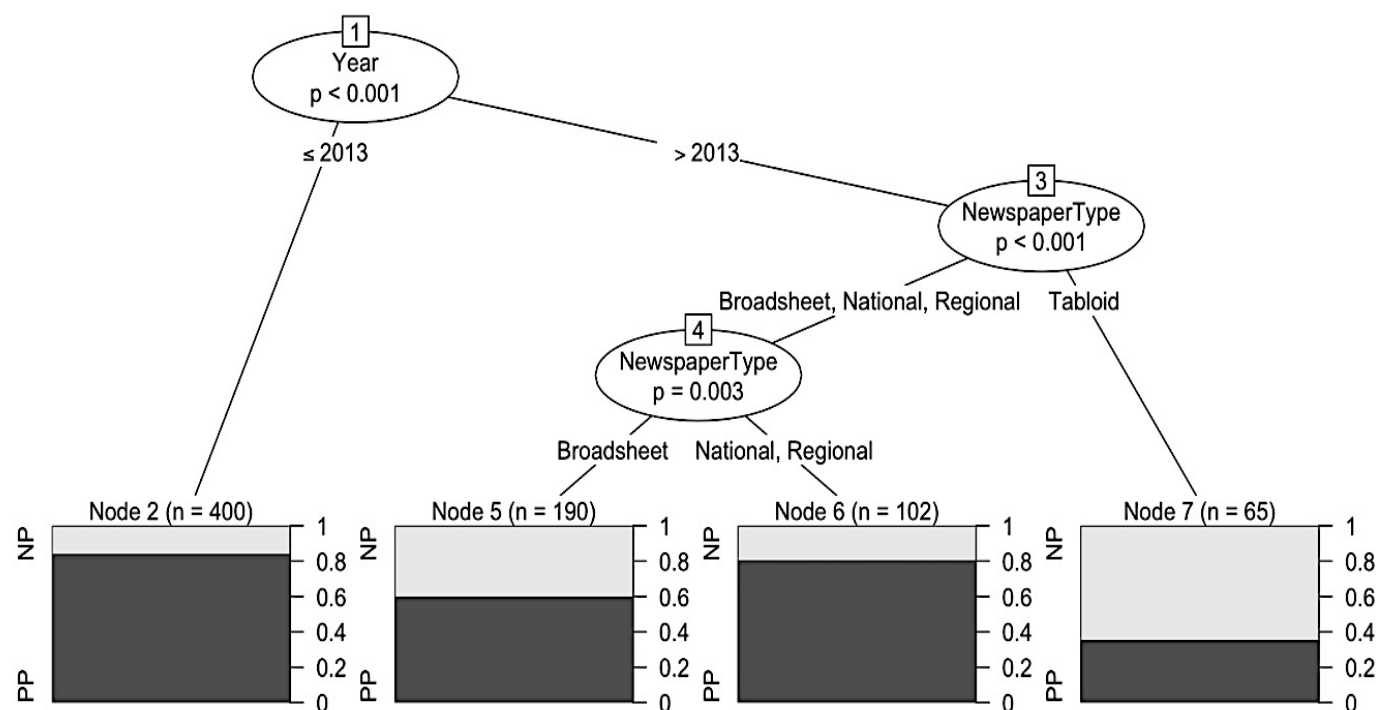 1
Year
p < 0.001
≤ 2013
> 2013
3
NewspaperType
p < 0.001
Broadsheet, National, Regional
Tabloid
4
NewspaperType
p = 0.003
Broadsheet
National, Regional
Node 2 (n = 400)
NP
PP
1
0.8
0.6
0.4
0.2
0
Node 5 (n = 190)
NP
PP
1
0.8
0.6
0.4
0.2
0
Node 6 (n = 102)
NP
PP
1
0.8
0.6
0.4
0.2
0
Node 7 (n = 65)
NP
PP
1
0.8
0.6
0.4
0.2
0